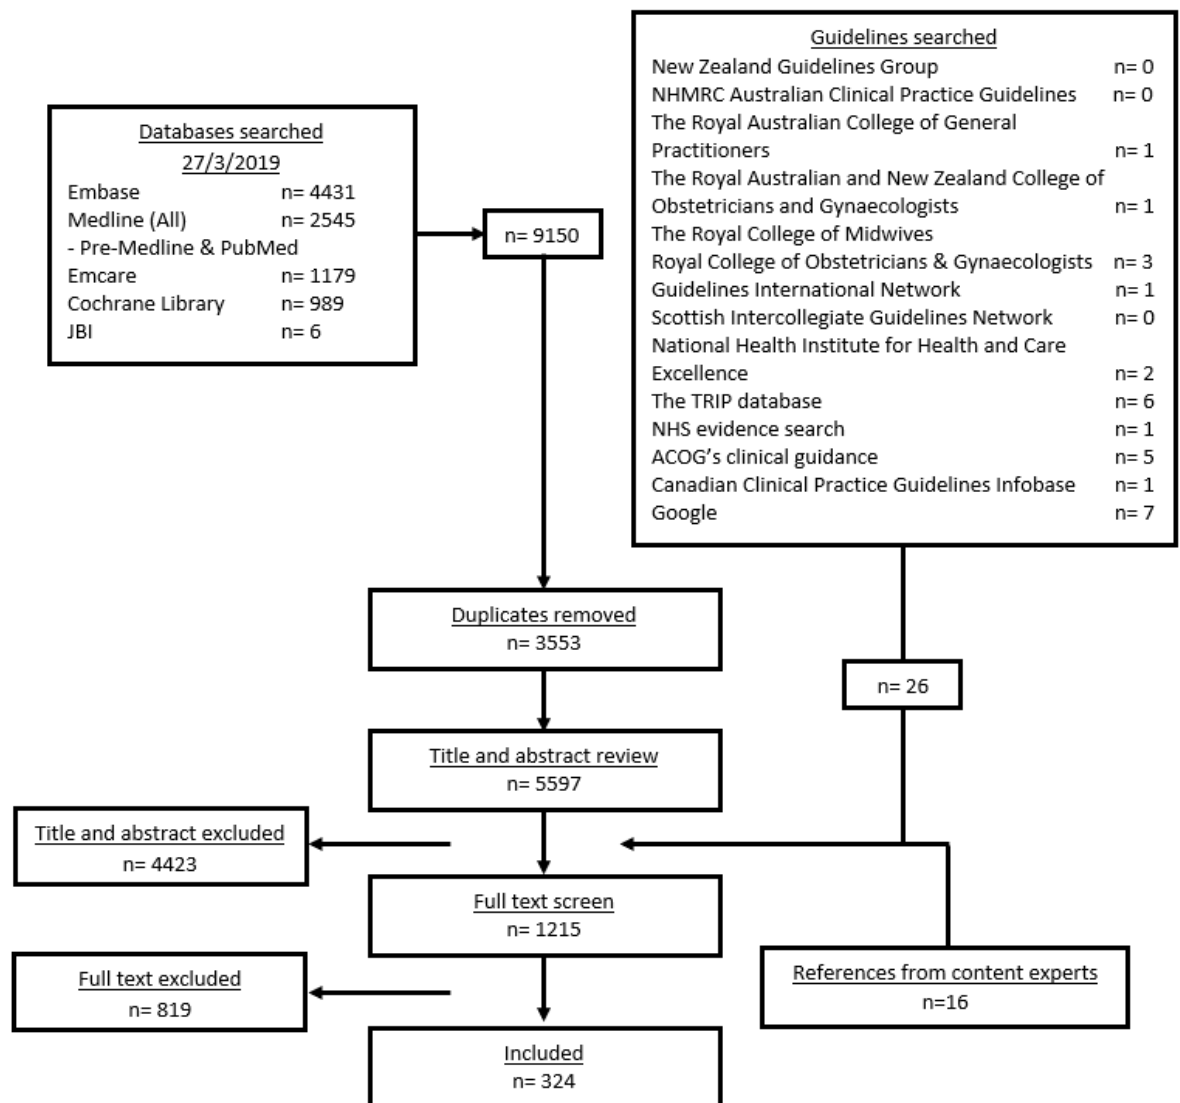 Guidelines searched
New Zealand Guidelines Group n= 0
NHMRC Australian Clinical Practice Guidelines n= 0
The Royal Australian College of General
Practitioners n= 1
The Royal Australian and New Zealand College of
Obstetricians and Gynaecologists n= 1
The Royal College of Midwives
Royal College of Obstetricians & Gynaecologists n= 3
Guidelines International Network n= 1
Scottish Intercollegiate Guidelines Network n= 0
National Health Institute for Health and Care
Excellence n= 2
The TRIP database n= 6
NHS evidence search n= 1
ACOG’s clinical guidance n= 5
Canadian Clinical Practice Guidelines Infobase n= 1
Google n= 7
Databases searched
27/3/2019
Embase n= 4431
Medline (All) n= 2545
- Pre-Medline & PubMed
Emcare n= 1179
Cochrane Library n= 989
JBI n= 6
n= 9150
Duplicates removed
n= 3553
n= 26
Title and abstract review
n= 5597
Title and abstract excluded
n= 4423
Full text screen
n= 1215
References from content experts
n=16
Full text excluded
n= 819
Included
n= 324